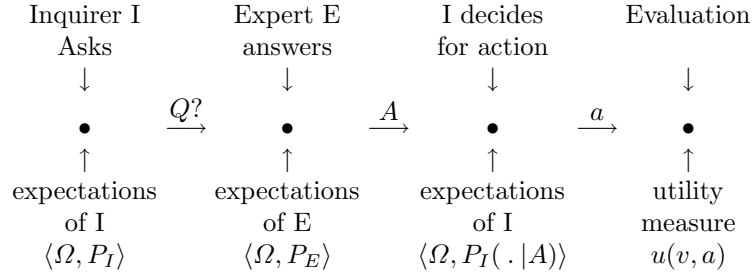 Inquirer I Expert E I decides Evaluation
Asks answers for action
↓ ↓ ↓ ↓
• Q? → • A → • a → •
↑ ↑ ↑ ↑
expectations expectations expectations utility
of I of E of I measure
⟨Ω, P_I⟩ ⟨Ω, P_E⟩ ⟨Ω, P_I( . |A)⟩ u(v, a)